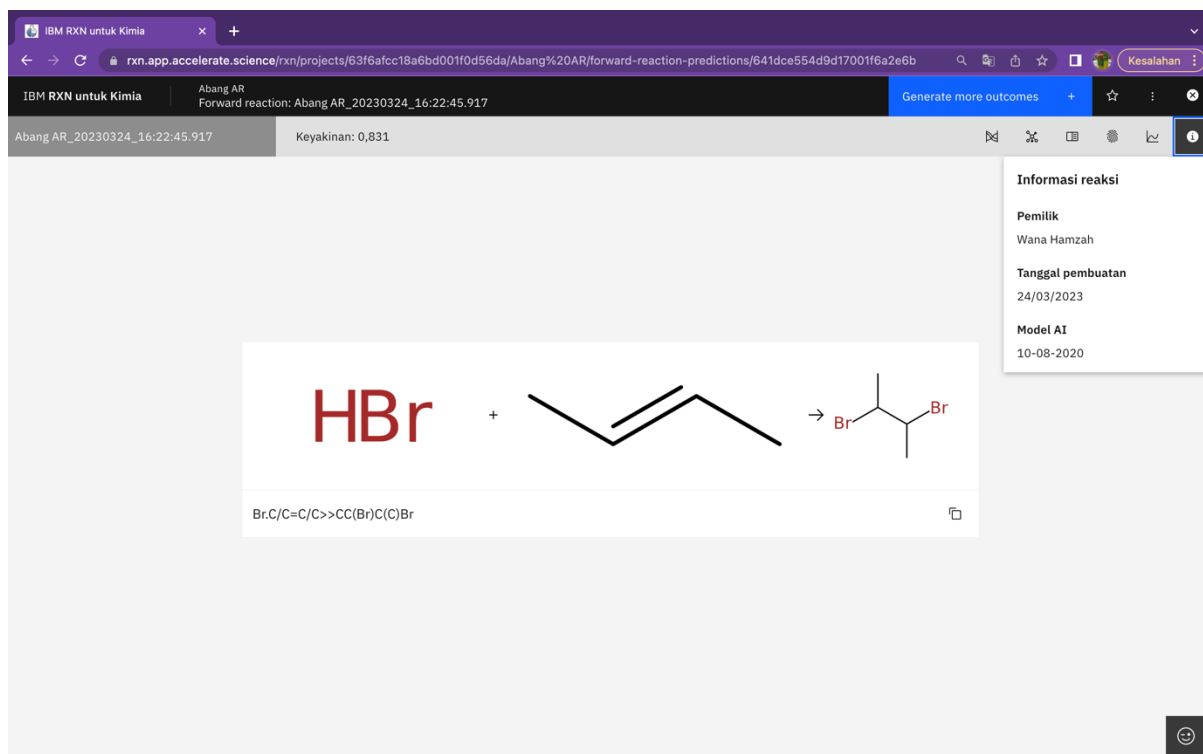 IBM RXN untuk Kimia
rxn.app.accelerate.science/rxn/projects/63f6afcc18a6bd001f0d56da/Abang%20AR/forward-reaction-predictions/641dce554d9d17001f6a2e6b
Kesalahan
IBM RXN untuk Kimia
Abang AR
Forward reaction: Abang AR_20230324_16:22:45.917
Generate more outcomes
Abang AR_20230324_16:22:45.917
Keyakinan: 0,831
Informasi reaksi
Pemilik
Wana Hamzah
Tanggal pembuatan
24/03/2023
Model AI
10-08-2020
HBr + → Br Br
Br.C/C=C/C>>CC(Br)C(C)Br